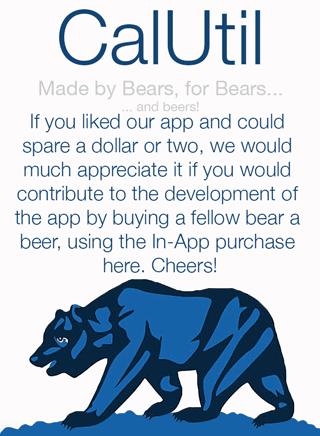 CalUtil
Made by Bears, for Bears...
... and beers!
If you liked our app and could
spare a dollar or two, we would
much appreciate it if you would
contribute to the development of
the app by buying a fellow bear a
beer, using the In-App purchase
here. Cheers!